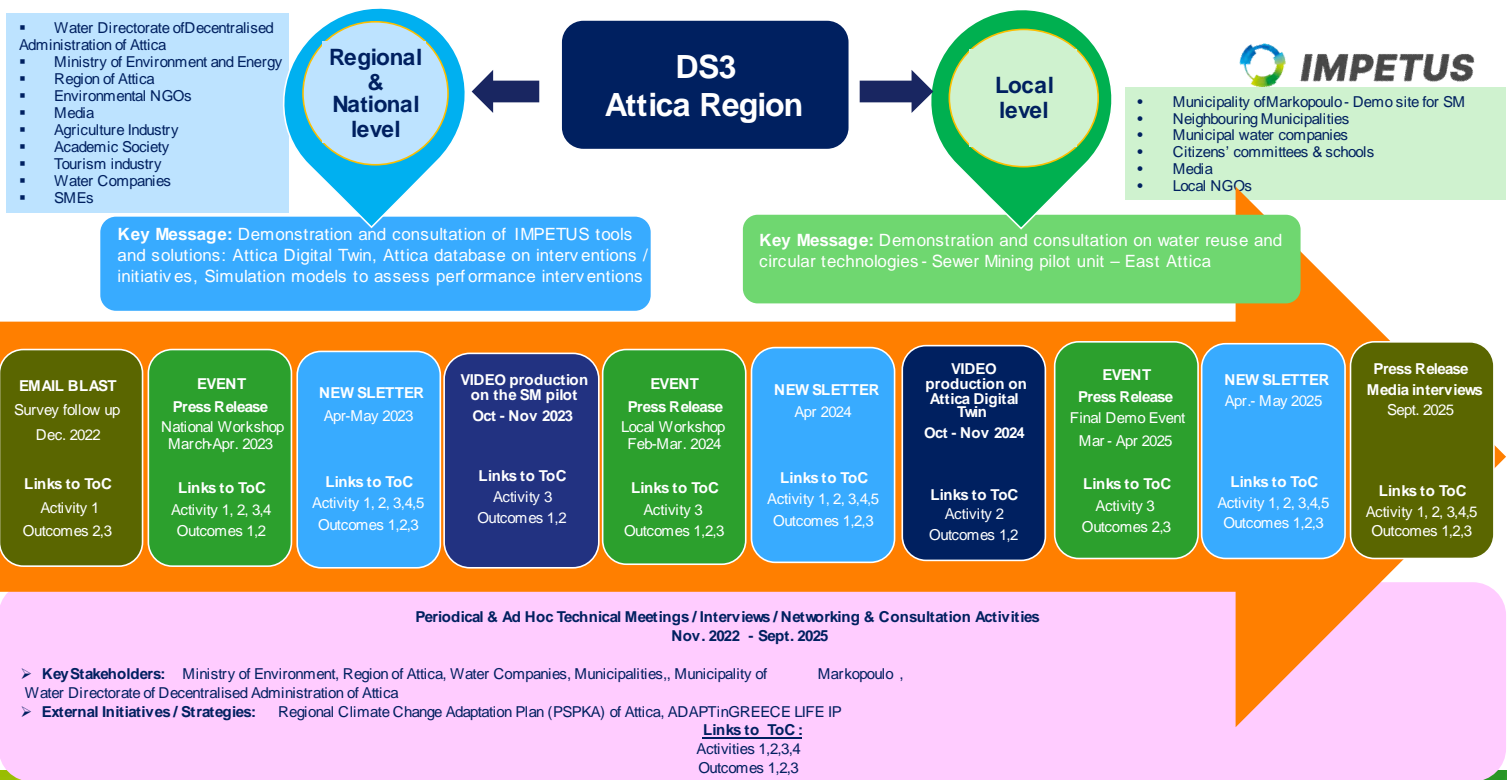 ▪ Water Directorate ofDecentralised
Administration of Attica
▪ Ministry of Environment and Energy
▪ Region of Attica
▪ Environmental NGOs
▪ Media
▪ Agriculture Industry
▪ Academic Society
▪ Tourism industry
▪ Water Companies
▪ SMEs
Regional
&
National
level
DS3
Attica Region
Local
level
IMPETUS
• Municipality of Markopoulo - Demo site for SM
• Neighbouring Municipalities
• Municipal water companies
• Citizens' committees & schools
• Media
• Local NGOs
Key Message: Demonstration and consultation of IMPETUS tools
and solutions: Attica Digital Twin, Attica database on interventions /
initiatives, Simulation models to assess performance interventions
Key Message: Demonstration and consultation on water reuse and
circular technologies - Sewer Mining pilot unit – East Attica
EMAIL BLAST
Survey follow up
Dec. 2022
Links to ToC
Activity 1
Outcomes 2,3
EVENT
Press Release
National Workshop
March-Apr. 2023
Links to ToC
Activity 1, 2, 3,4
Outcomes 1,2
NEW SLETTER
Apr-May 2023
Links to ToC
Activity 1, 2, 3,4,5
Outcomes 1,2,3
VIDEO production
on the SM pilot
Oct - Nov 2023
Links to ToC
Activity 3
Outcomes 1,2
EVENT
Press Release
Local Workshop
Feb-Mar. 2024
Links to ToC
Activity 3
Outcomes 1,2,3
NEW SLETTER
Apr 2024
Links to ToC
Activity 1, 2, 3,4,5
Outcomes 1,2,3
VIDEO
production on
Attica Digital
Twin
Oct - Nov 2024
Links to ToC
Activity 2
Outcomes 1,2
EVENT
Press Release
Final Demo Event
Mar - Apr 2025
Links to ToC
Activity 3
Outcomes 2,3
NEW SLETTER
Apr.- May 2025
Links to ToC
Activity 1, 2, 3,4,5
Outcomes 1,2,3
Press Release
Media interviews
Sept. 2025
Links to ToC
Activity 1, 2, 3,4,5
Outcomes 1,2,3
Periodical & Ad Hoc Technical Meetings / Interviews / Networking & Consultation Activities
Nov. 2022 - Sept. 2025
➢ Key Stakeholders: Ministry of Environment, Region of Attica, Water Companies, Municipalities,, Municipality of Markopoulo ,
Water Directorate of Decentralised Administration of Attica
➢ External Initiatives / Strategies: Regional Climate Change Adaptation Plan (PSPKA) of Attica, ADAPTinGREECE LIFE IP
Links to ToC :
Activities 1,2,3,4
Outcomes 1,2,3